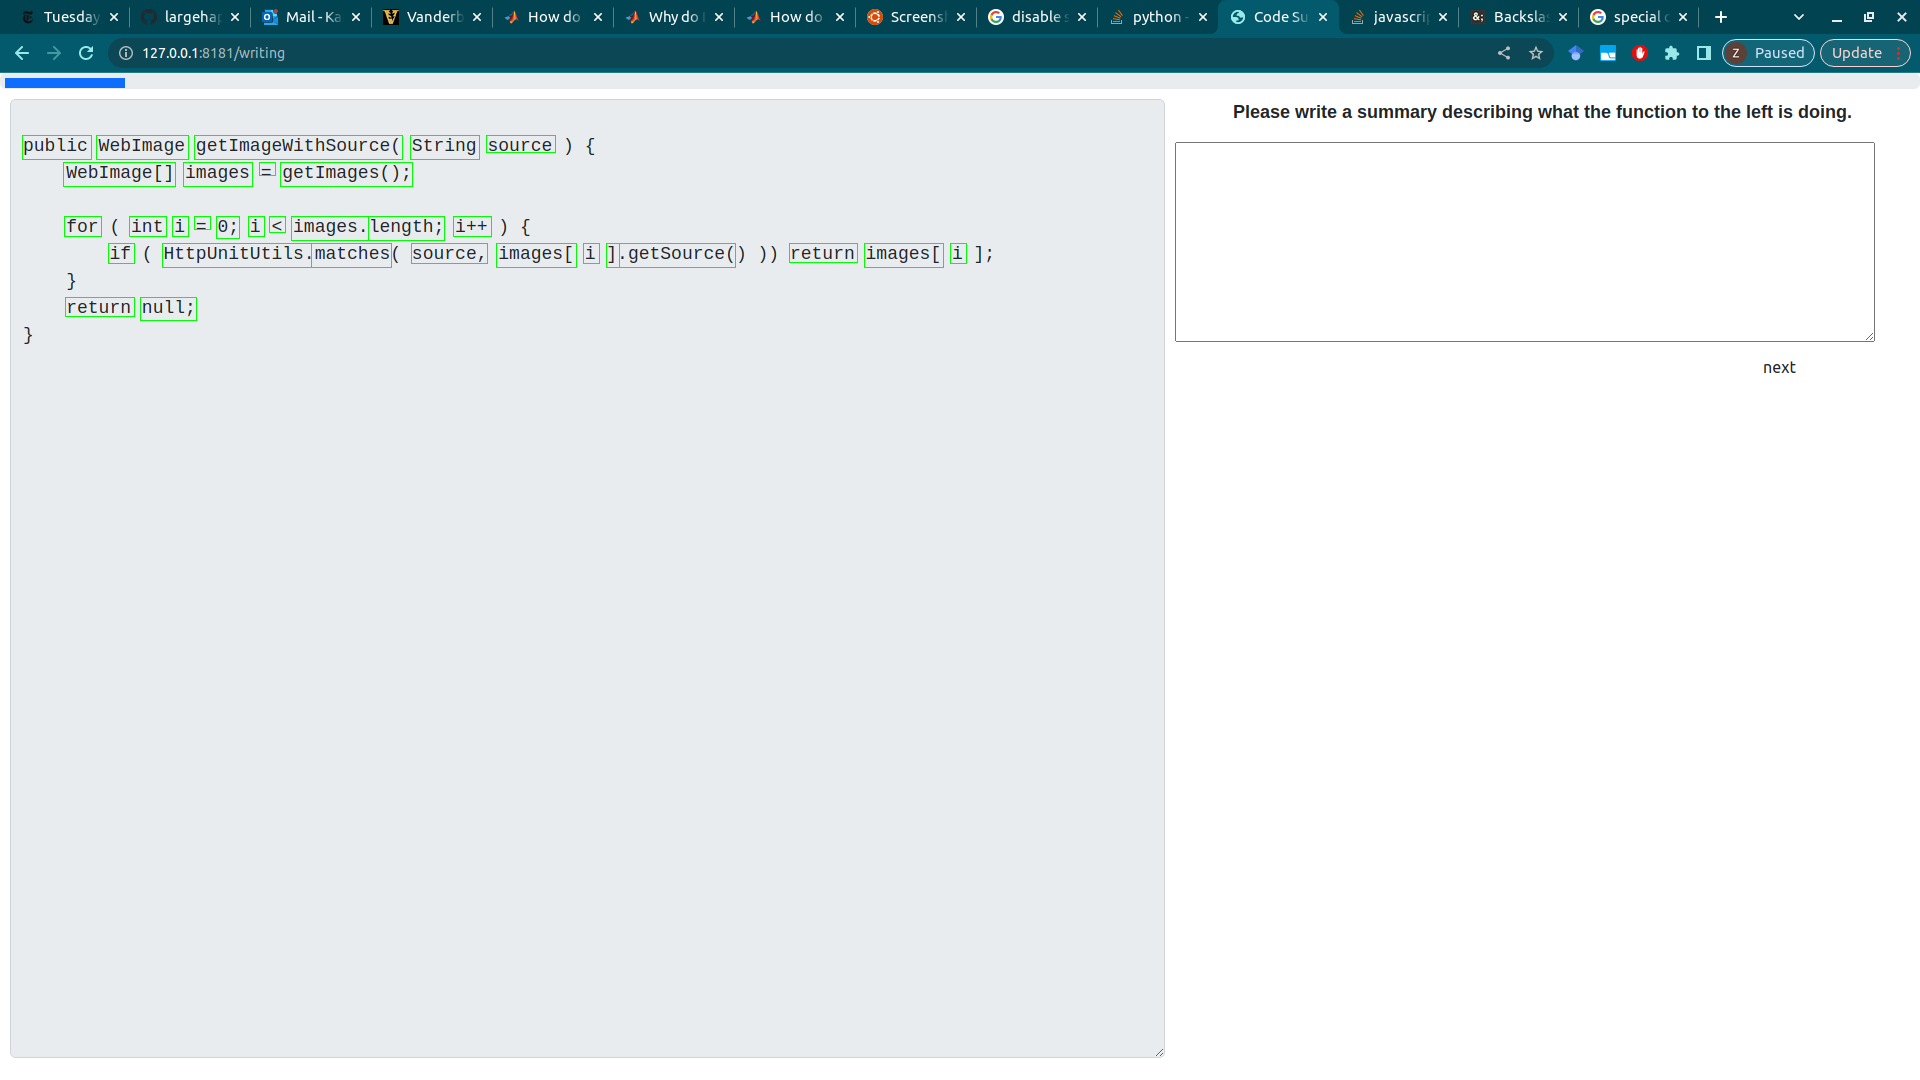 Tuesday
largehap
Mail - Ka
Vanderb
How do
Why do
How do
Screens
disable s
python -
Code Su
javascrip
Backslas
special c
127.0.0.1:8181/writing
Z Paused
Update
public WebImage getImageWithSource( String source ) {
WebImage[] images = getImages();
for ( int i = 0; i < images.length; i++ ) {
if ( HttpUnitUtils.matches( source, images[ i ].getSource() )) return images[ i ];
}
return null;
}
Please write a summary describing what the function to the left is doing.
next